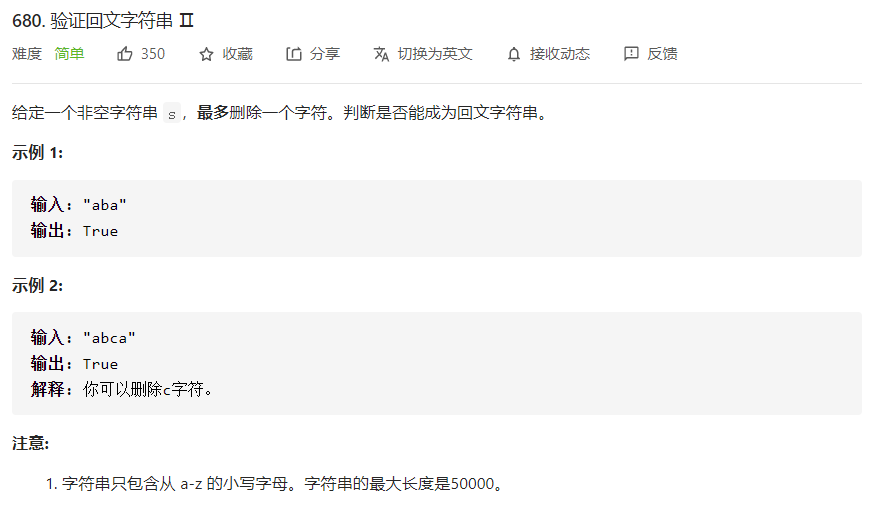 680. 验证回文字符串 Ⅱ
难度 简单 350 收藏 分享 切换为英文 接收动态 反馈
给定一个非空字符串 s，最多删除一个字符。判断是否能成为回文字符串。
示例 1:
输入: "aba"
输出: True
示例 2:
输入: "abca"
输出: True
解释: 你可以删除c字符。
注意:
1. 字符串只包含从 a-z 的小写字母。字符串的最大长度是50000。